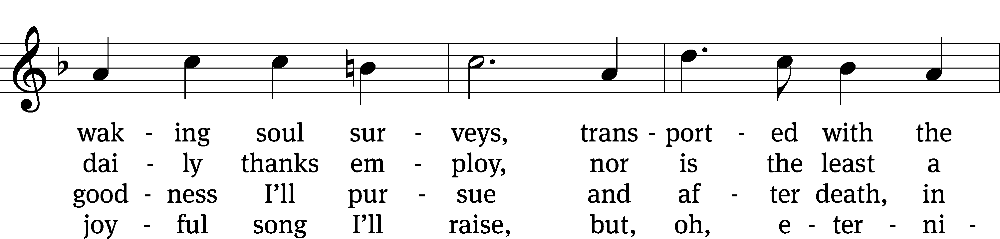 wak - ing soul sur - veys, trans - port - ed with the
dai - ly thanks em - ploy, nor is the least a
good - ness I’ll pur - sue and af - ter death, in
joy - ful song I’ll raise, but, oh, e - ter - ni -